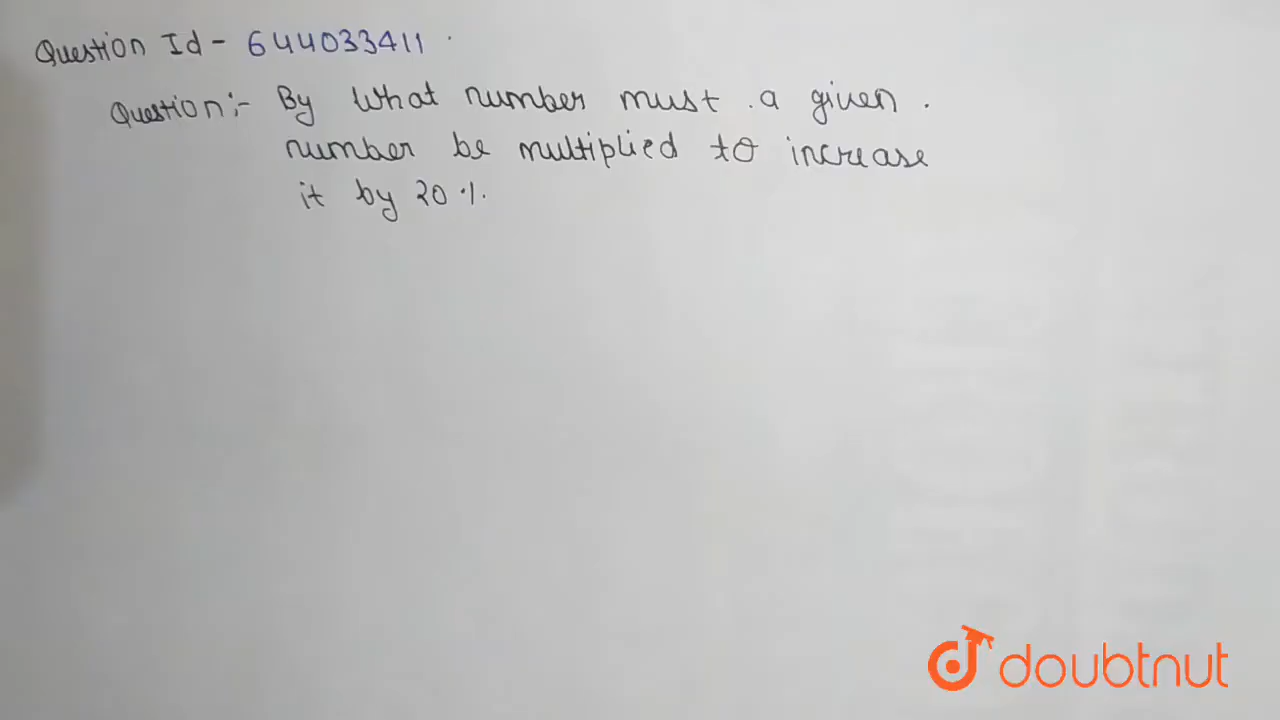 Question Id - 644033411
Question:- By what number must a given
number be multiplied to increase
it by 20%.
doubtnut